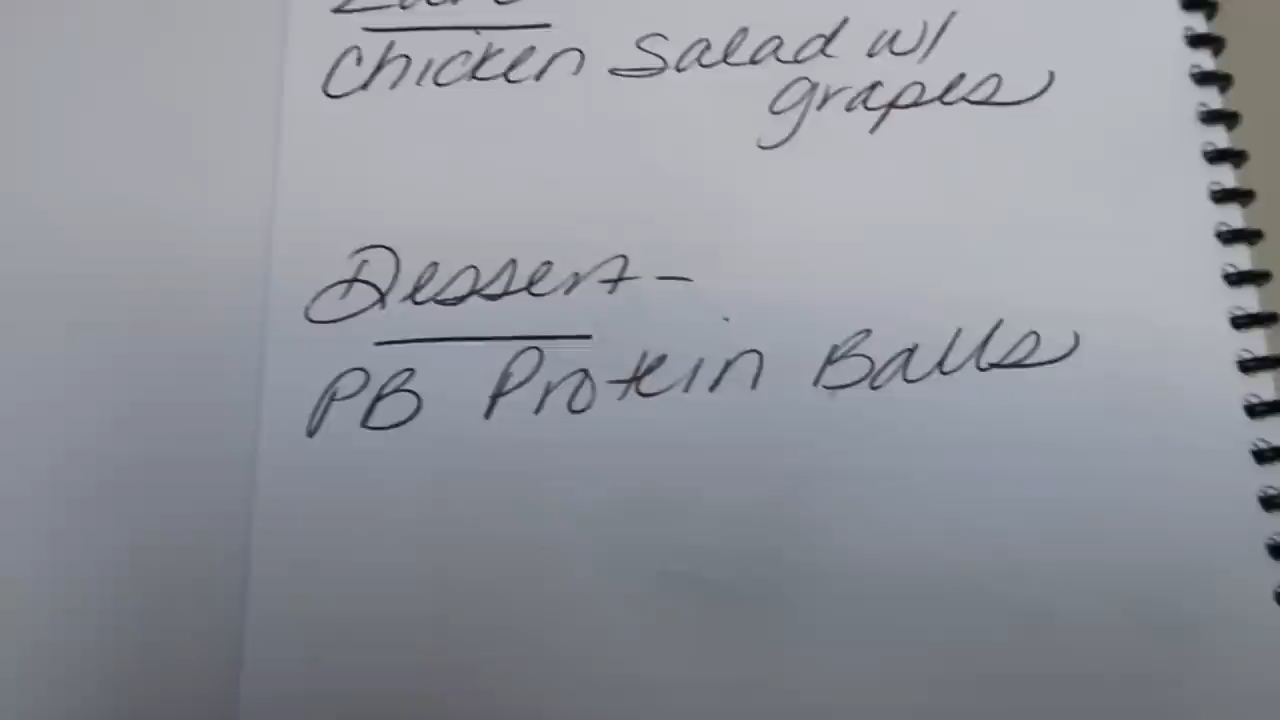 Chicken Salad w/
grapes
Dessert -
PB Protein Balls